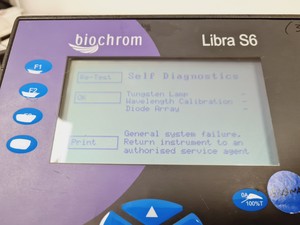 biochrom
Libra S6
F1
Re-Test
Self Diagnostics
F2
OK
Tungsten Lamp -
Wavelength Calibration -
Diode Array -
General system failure.
Print
Return instrument to an
authorised service agent
0A/
100%T